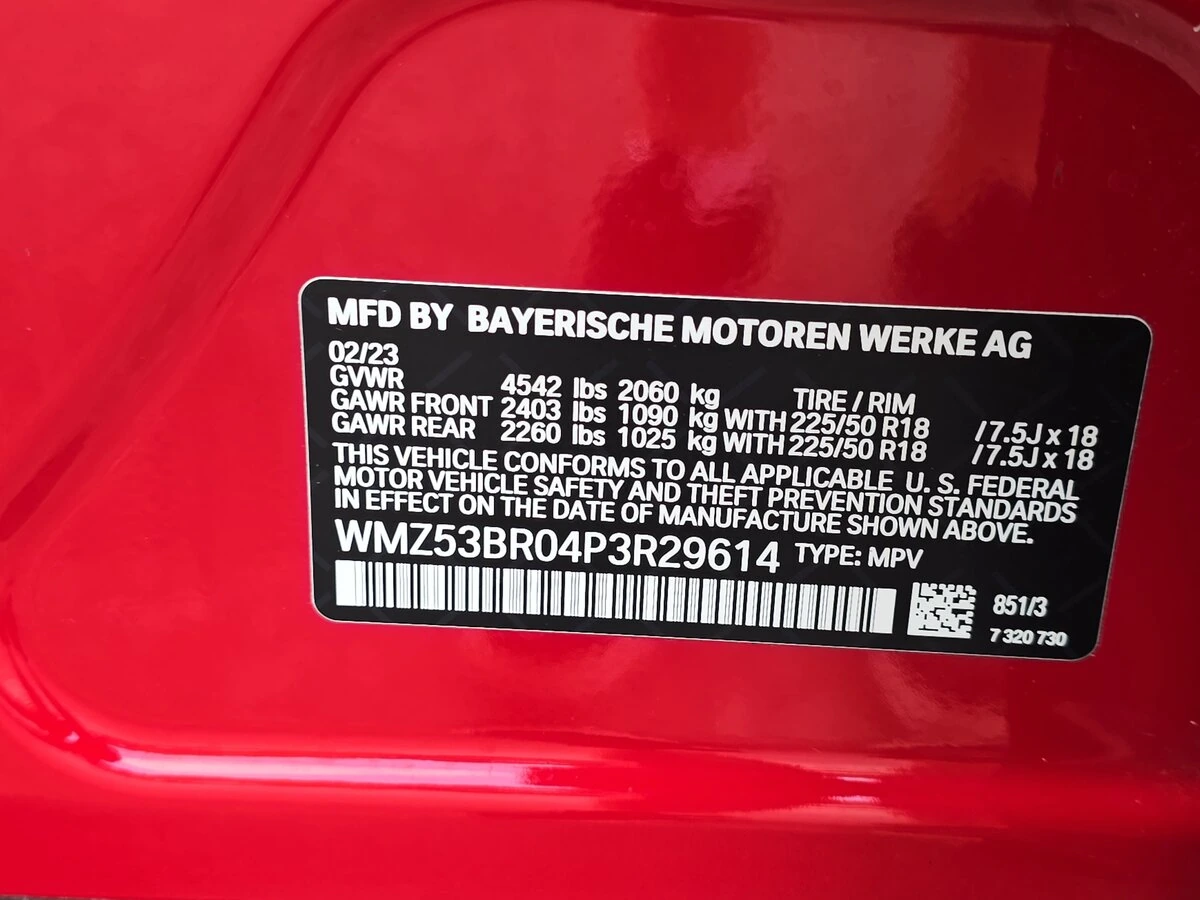 MFD BY BAYERISCHE MOTOREN WERKE AG
02/23
GVWR 4542 lbs 2060 kg TIRE / RIM
GAWR FRONT 2403 lbs 1090 kg WITH 225/50 R18 /7.5J x 18
GAWR REAR 2260 lbs 1025 kg WITH 225/50 R18 /7.5J x 18
THIS VEHICLE CONFORMS TO ALL APPLICABLE U. S. FEDERAL
MOTOR VEHICLE SAFETY AND THEFT PREVENTION STANDARDS
IN EFFECT ON THE DATE OF MANUFACTURE SHOWN ABOVE.
WMZ53BR04P3R29614 TYPE: MPV
851/3
7 320 730